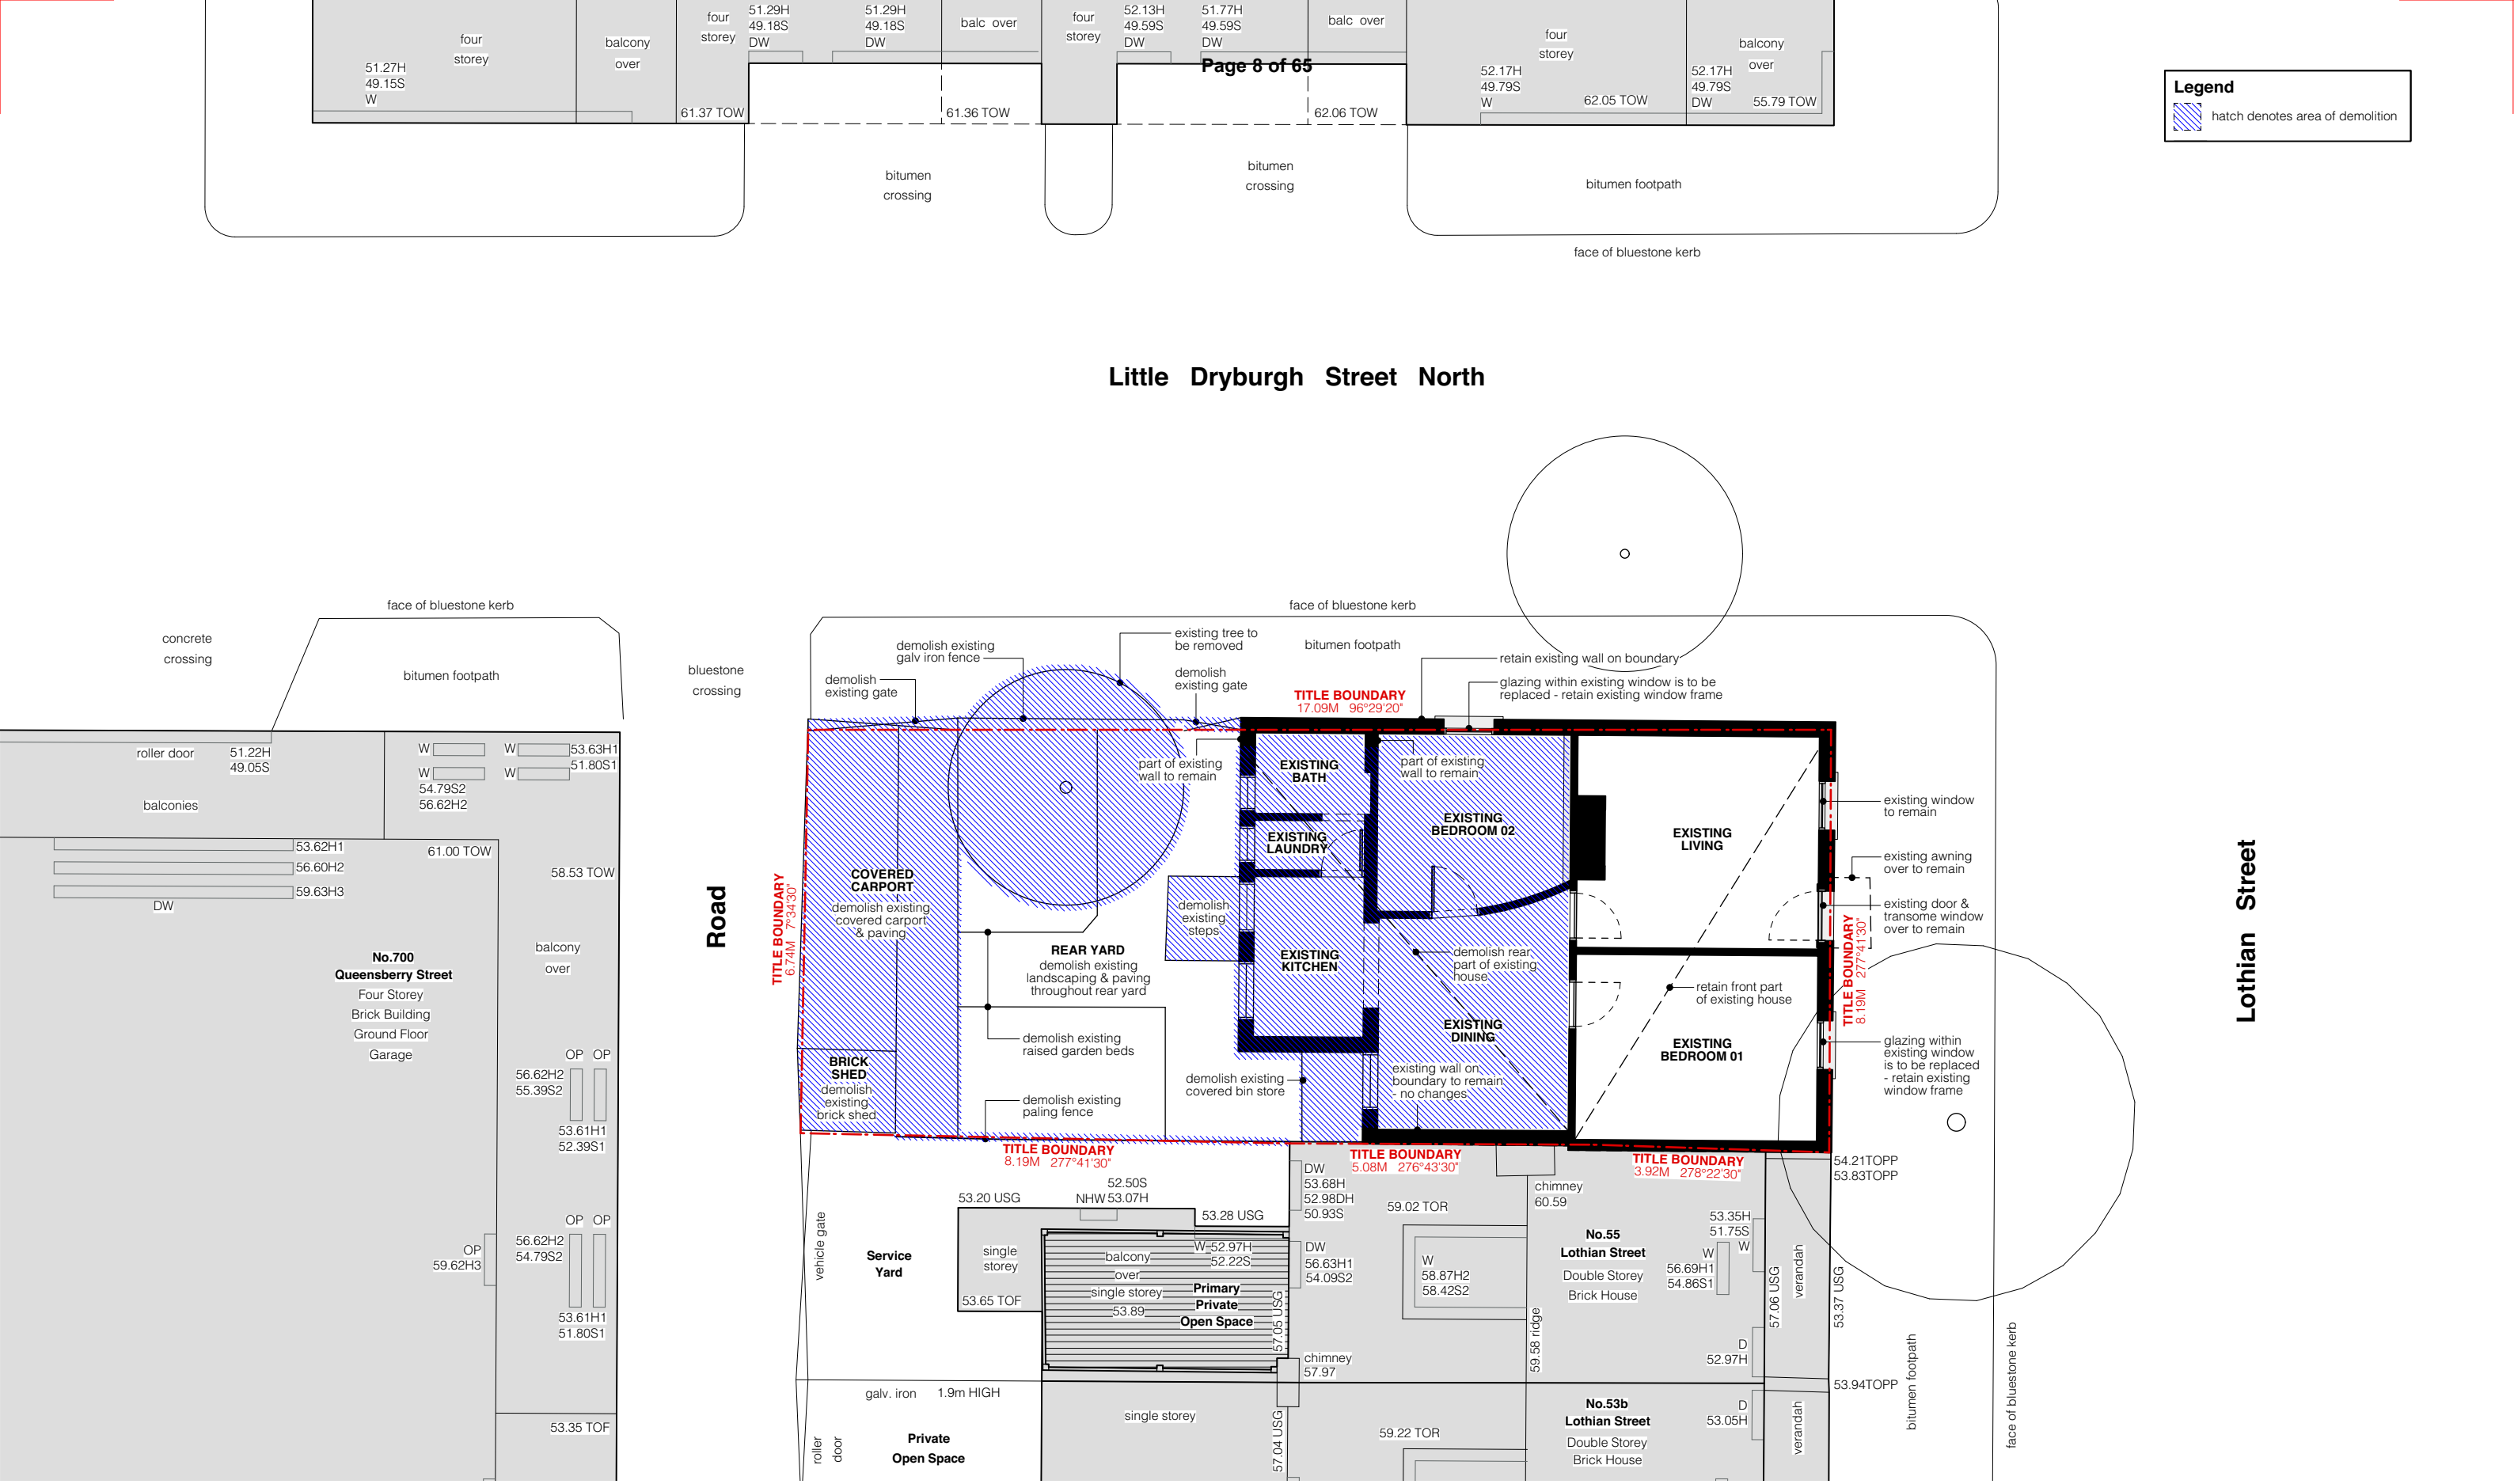 four
storey
51.27H
49.15S
W
balcony
over
four
storey
51.29H
49.18S
DW
61.37 TOW
51.29H
49.18S
DW
balc over
61.36 TOW
four
storey
52.13H
49.59S
DW
51.77H
49.59S
DW
balc over
Page 8 of 65
62.06 TOW
four
storey
52.17H
49.79S
W
62.05 TOW
balcony
over
52.17H
49.79S
DW
55.79 TOW
Legend
hatch denotes area of demolition
bitumen
crossing
bitumen
crossing
bitumen footpath
face of bluestone kerb
Little Dryburgh Street North
face of bluestone kerb
concrete
crossing
bitumen footpath
bluestone
crossing
face of bluestone kerb
bitumen footpath
demolish existing
galv iron fence
existing tree to
be removed
demolish
existing gate
demolish
existing gate
retain existing wall on boundary
glazing within existing window is to be
replaced - retain existing window frame
TITLE BOUNDARY
17.09M 96°29'20"
roller door
51.22H
49.05S
balconies
W
W
W
W
53.63H1
51.80S1
54.79S2
56.62H2
53.62H1
56.60H2
59.63H3
DW
61.00 TOW
58.53 TOW
No.700
Queensberry Street
Four Storey
Brick Building
Ground Floor
Garage
balcony
over
OP OP
56.62H2
55.39S2
53.61H1
52.39S1
OP OP
56.62H2
54.79S2
OP
59.62H3
53.61H1
51.80S1
53.35 TOF
Road
TITLE BOUNDARY
6.74M 7°34'30"
COVERED
CARPORT
demolish existing
covered carport
& paving
BRICK
SHED
demolish
existing
brick shed
part of existing
wall to remain
demolish
existing
steps
REAR YARD
demolish existing
landscaping & paving
throughout rear yard
demolish existing
raised garden beds
demolish existing
paling fence
demolish existing
covered bin store
EXISTING
BATH
EXISTING
LAUNDRY
EXISTING
KITCHEN
part of existing
wall to remain
EXISTING
BEDROOM 02
demolish rear
part of existing
house
EXISTING
DINING
existing wall on
boundary to remain
- no changes
EXISTING
LIVING
retain front part
of existing house
EXISTING
BEDROOM 01
existing window
to remain
existing awning
over to remain
existing door &
transome window
over to remain
TITLE BOUNDARY
8.19M 277°41'30"
glazing within
existing window
is to be replaced
- retain existing
window frame
Lothian Street
TITLE BOUNDARY
8.19M 277°41'30"
TITLE BOUNDARY
5.08M 276°43'30"
TITLE BOUNDARY
3.92M 278°22'30"
54.21TOPP
53.83TOPP
vehicle gate
Service
Yard
53.20 USG
NHW
52.50S
53.07H
53.28 USG
single
storey
53.65 TOF
balcony
over
single storey
53.89
W
52.97H
52.22S
Primary
Private
Open Space
57.05 USG
DW
53.68H
52.98DH
50.93S
DW
56.63H1
54.09S2
59.02 TOR
W
58.87H2
58.42S2
chimney
60.59
59.58 ridge
No.55
Lothian Street
Double Storey
Brick House
53.35H
51.75S
W
W
56.69H1
54.86S1
57.06 USG
verandah
53.37 USG
D
52.97H
53.94TOPP
chimney
57.97
galv. iron 1.9m HIGH
roller
door
Private
Open Space
single storey
57.04 USG
59.22 TOR
No.53b
Lothian Street
Double Storey
Brick House
D
53.05H
verandah
bitumen footpath
face of bluestone kerb